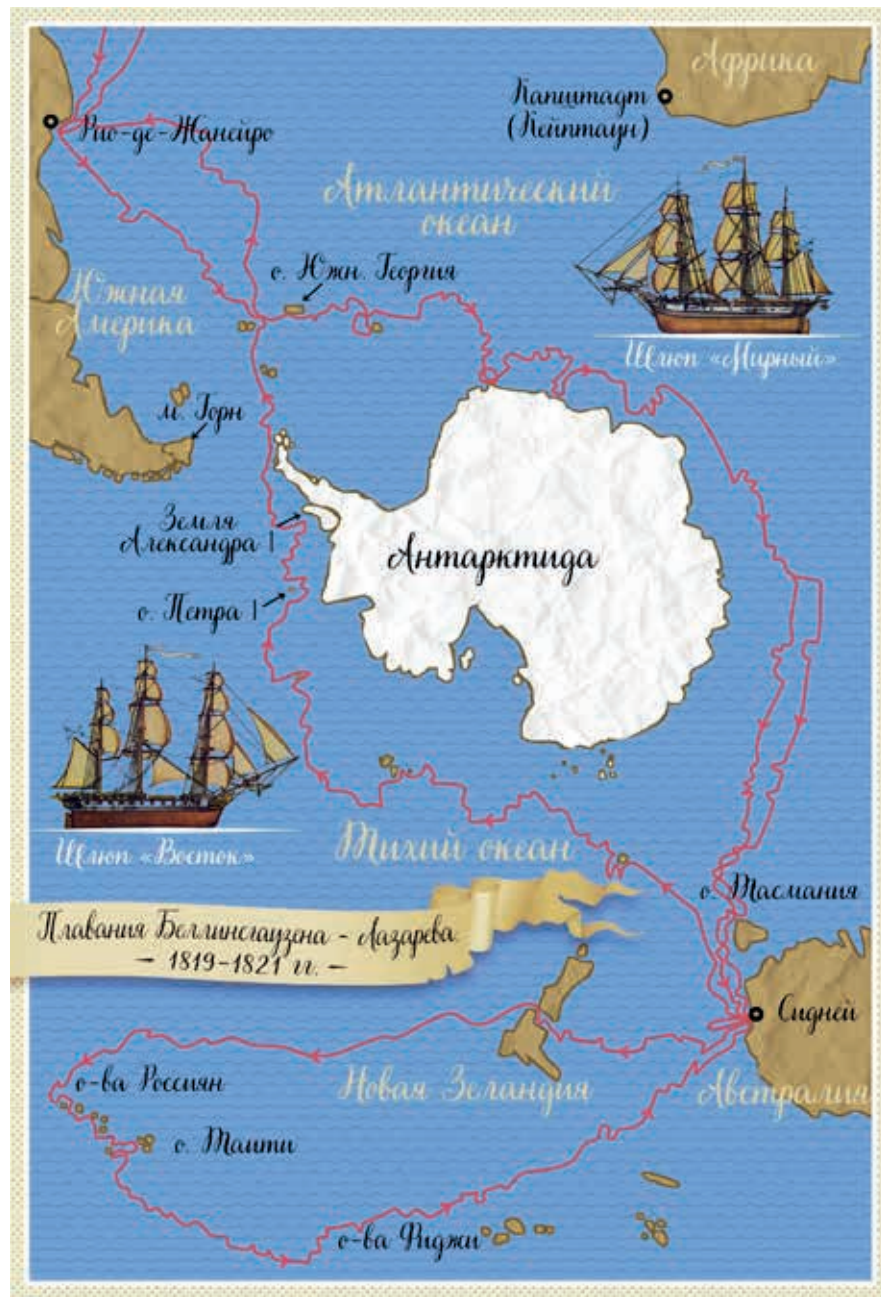 Африка
Капштадт
(Кейптаун)
Рио-де-Жанейро
Атлантический
океан
о. Южн. Георгия
Южная
Америка
Шлюп «Мирный»
м. Горн
Земля
Александра I
Антарктида
о. Петра I
Шлюп «Восток»
Тихий океан
о. Тасмания
Плавания Беллинсгаузена - Лазарева
- 1819-1821 гг. -
Сидней
о-ва Россиян
Новая Зеландия
Австралия
о. Таити
о-ва Фиджи